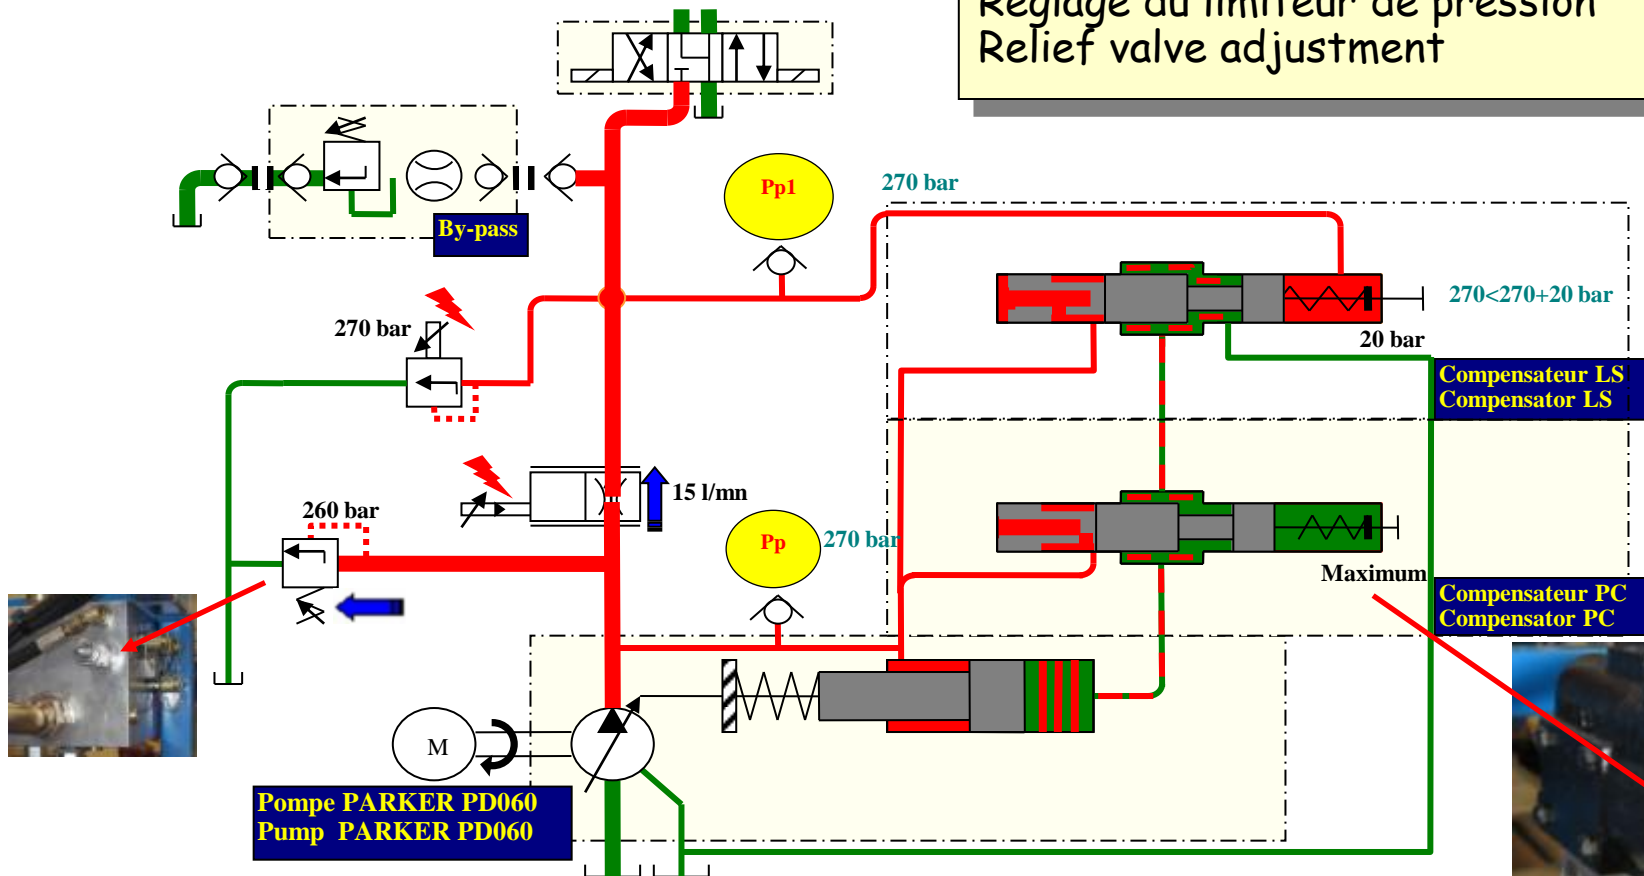 Réglage du limiteur de pression
Relief valve adjustment
By-pass
Pp1
270 bar
270 bar
270<270+20 bar
20 bar
Compensateur LS
Compensator LS
15 l/mn
260 bar
Pp
270 bar
Maximum
Compensateur PC
Compensator PC
M
Pompe PARKER PD060
Pump PARKER PD060